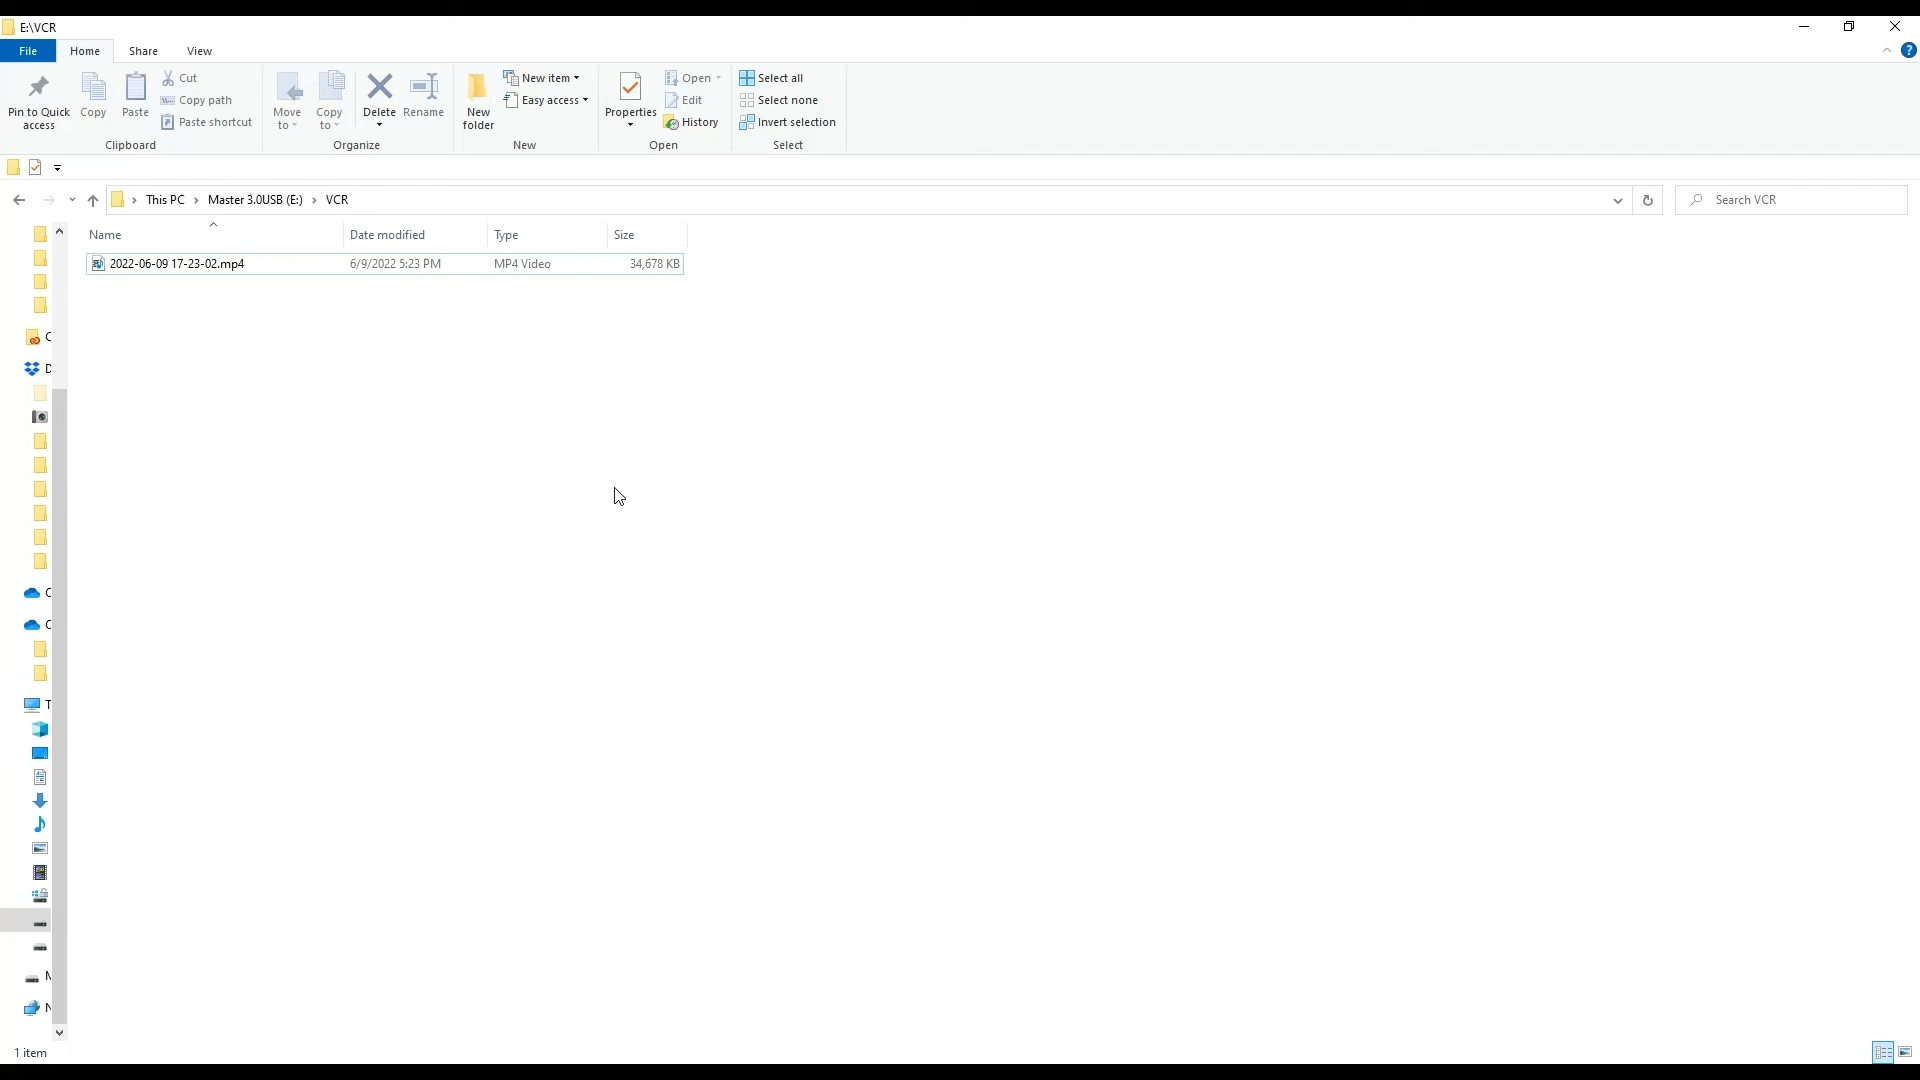 E:\VCR
File Home Share View
Pin to Quick access
Copy
Paste
Cut
Copy path
Paste shortcut
Clipboard
Move to
Copy to
Delete
Rename
Organize
New folder
New item
Easy access
New
Properties
Open
Edit
History
Open
Select all
Select none
Invert selection
Select
This PC Master 3.0USB (E:) VCR
Search VCR
Name Date modified Type Size
2022-06-09 17-23-02.mp4 6/9/2022 5:23 PM MP4 Video 34,678 KB
1 item